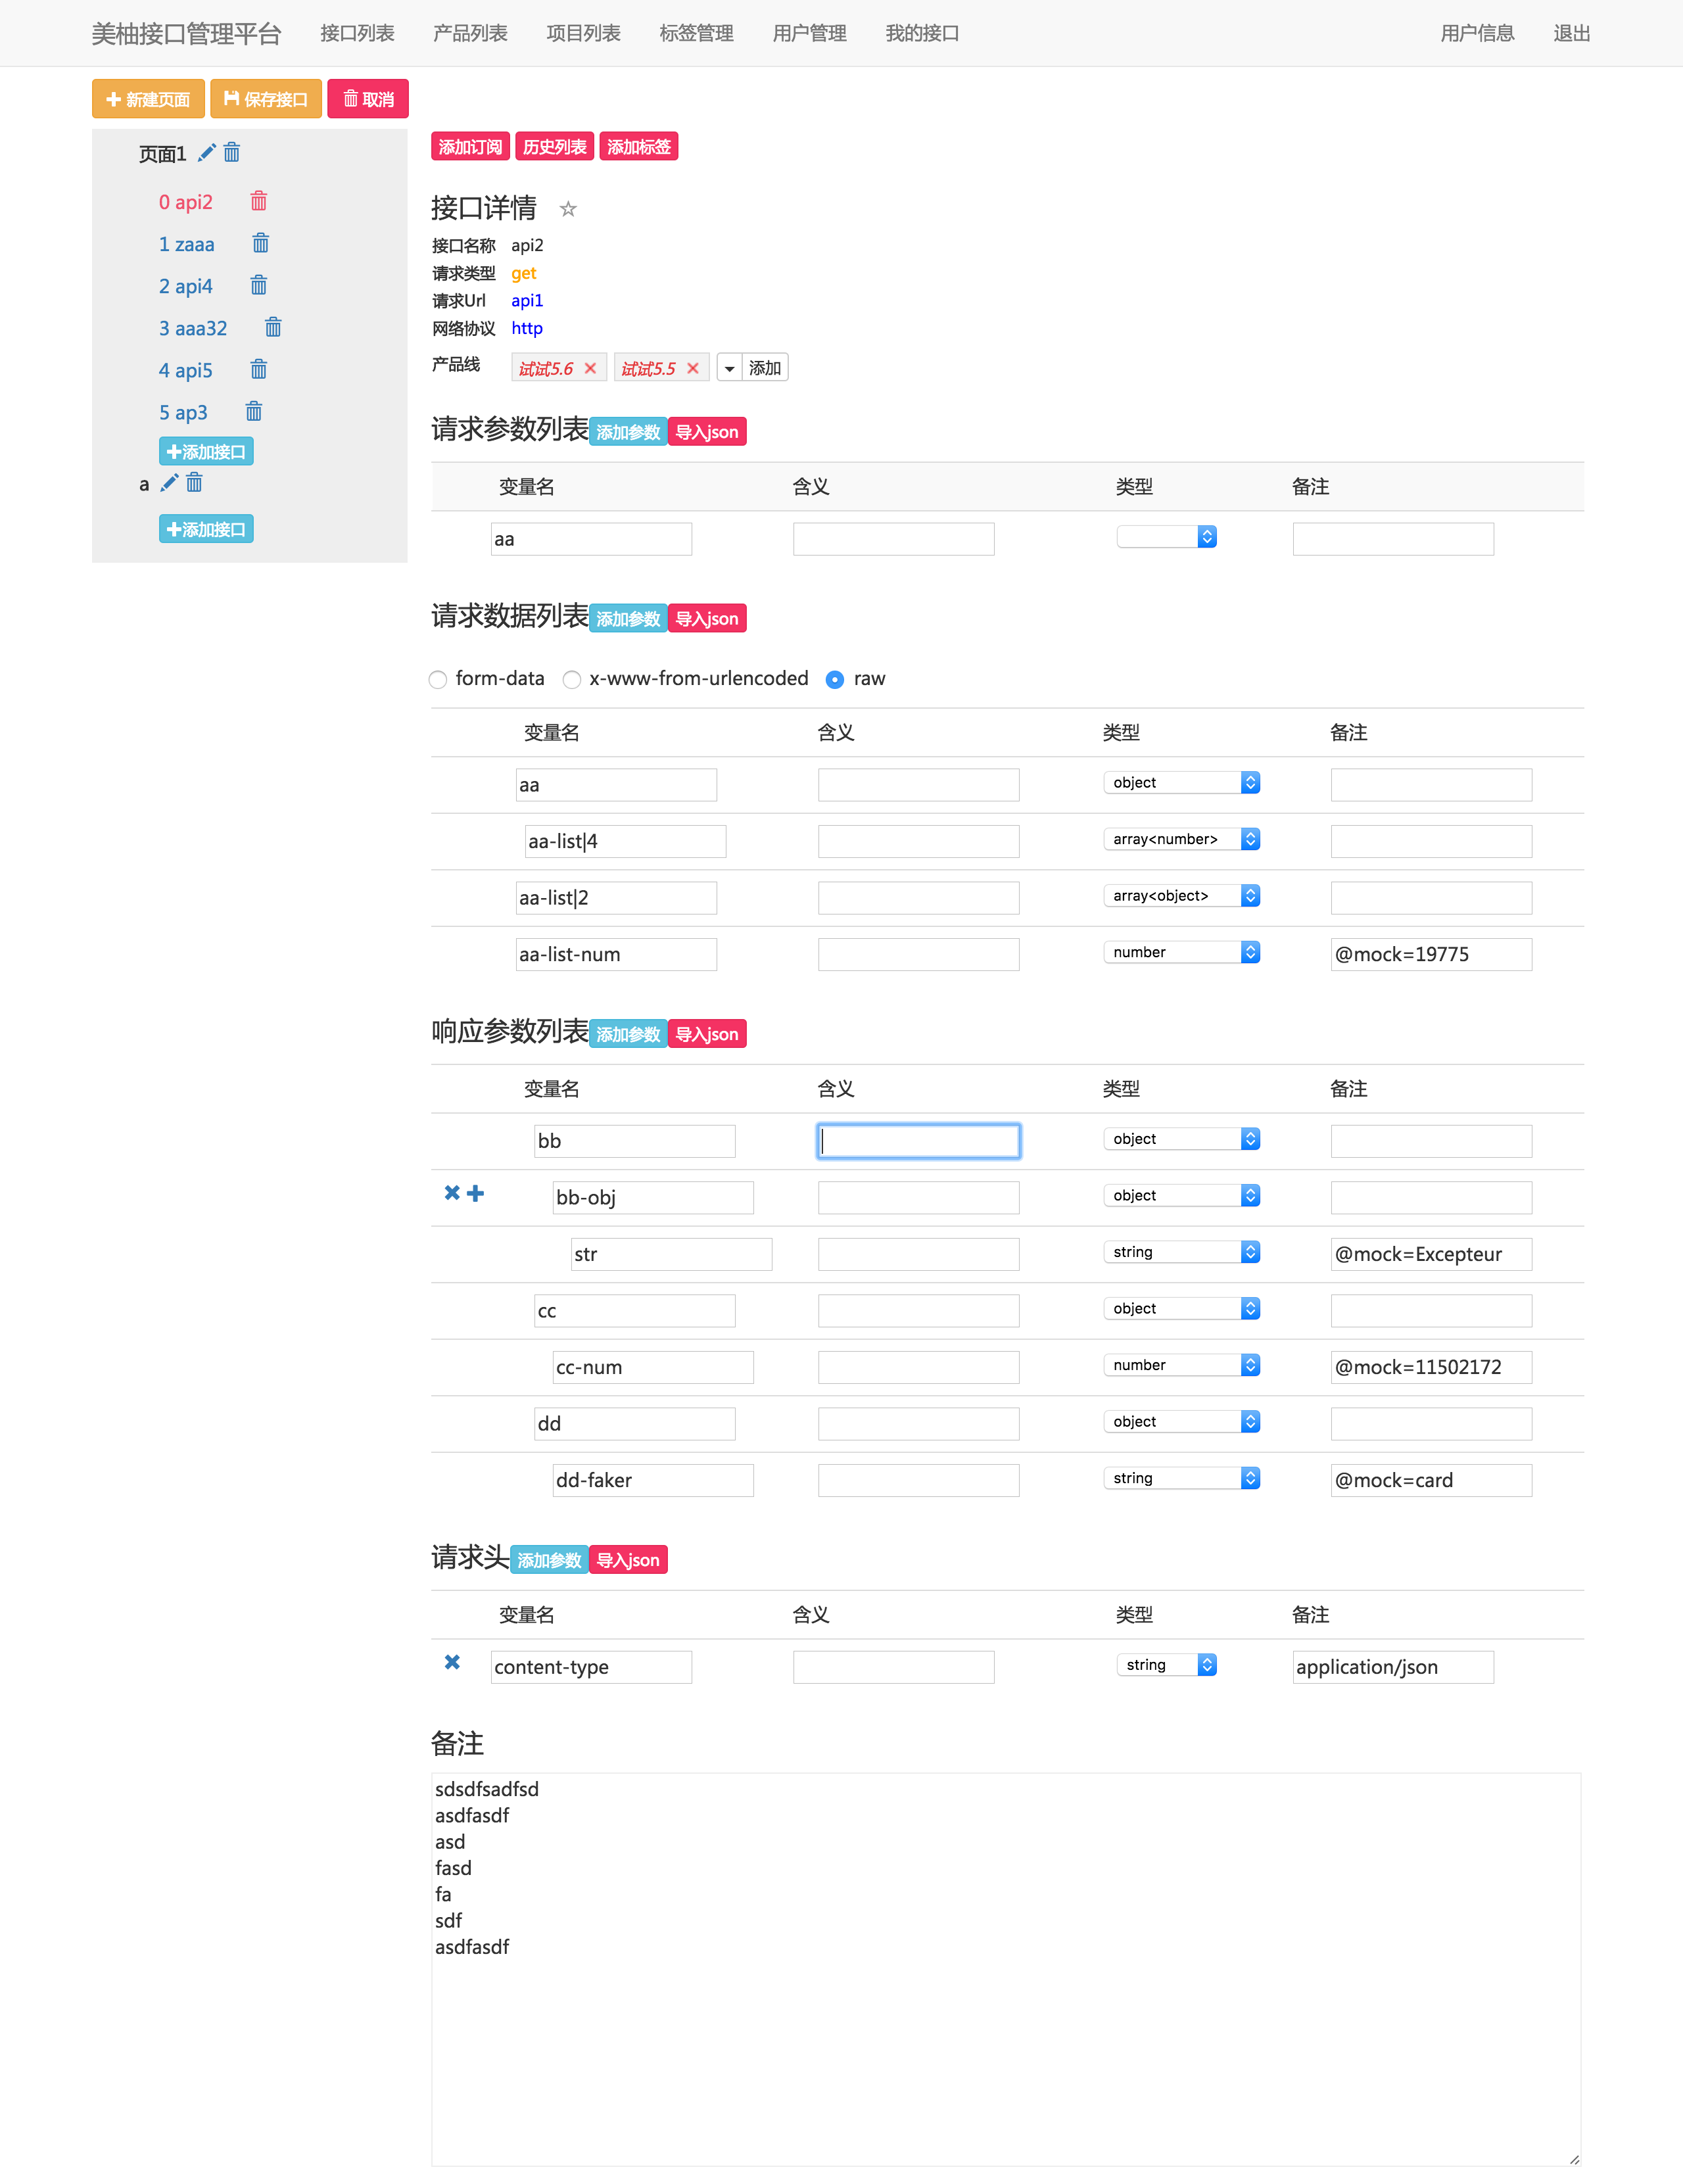 美柚接口管理平台 接口列表 产品列表 项目列表 标签管理 用户管理 我的接口 用户信息 退出
新建页面 保存接口 取消
页面1
0 api2
1 zaaa
2 api4
3 aaa32
4 api5
5 ap3
添加接口
a
添加接口
添加订阅 历史列表 添加标签
接口详情
接口名称 api2
请求类型 get
请求Url api1
网络协议 http
产品线 试试5.6 试试5.5 添加
请求参数列表 添加参数 导入json
变量名 含义 类型 备注
aa
请求数据列表 添加参数 导入json
form-data x-www-from-urlencoded raw
变量名 含义 类型 备注
aa object
aa-list|4 array<number>
aa-list|2 array<object>
aa-list-num number @mock=19775
响应参数列表 添加参数 导入json
变量名 含义 类型 备注
bb object
bb-obj object
str string @mock=Excepteur
cc object
cc-num number @mock=11502172
dd object
dd-faker string @mock=card
请求头 添加参数 导入json
变量名 含义 类型 备注
content-type string application/json
备注
sdsdfsadfsd
asdfasdf
asd
fasd
fa
sdf
asdfasdf